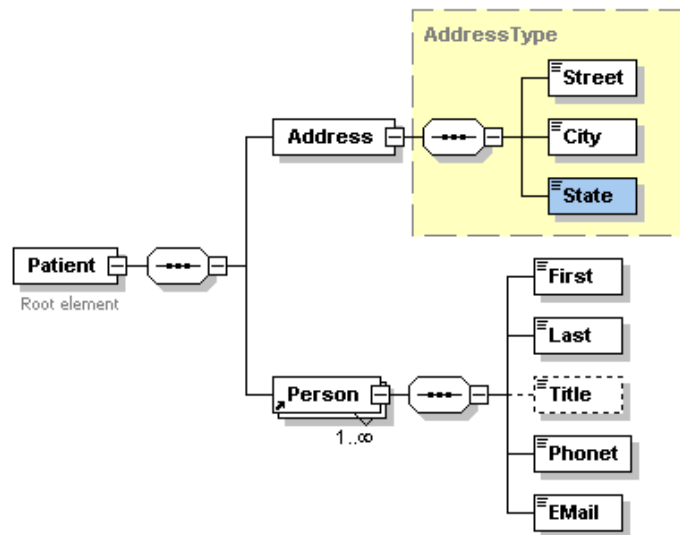 AddressType
Street
Address
City
State
Patient
Root element
First
Last
Person
Title
1..∞
Phonet
EMail